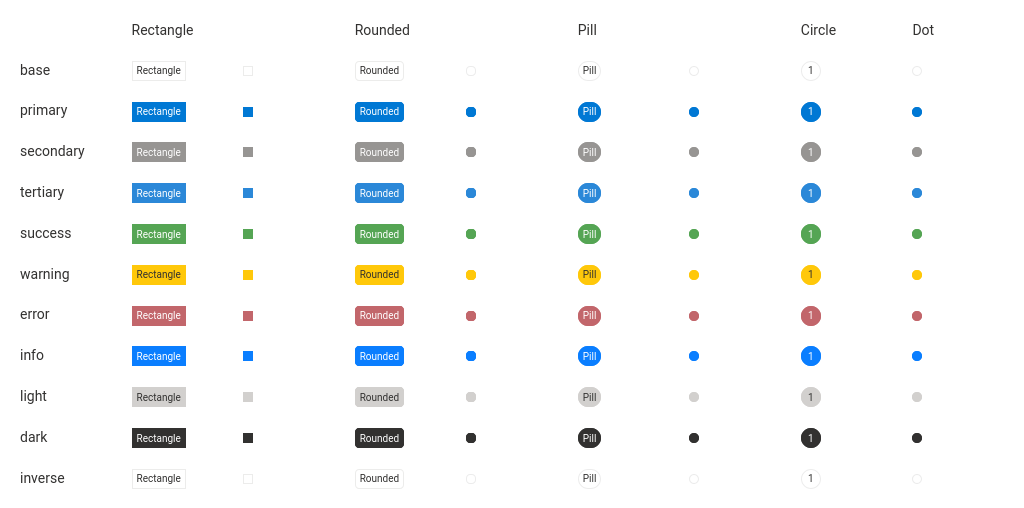 Rectangle Rounded Pill Circle Dot
base Rectangle Rounded Pill 1
primary Rectangle Rounded Pill 1
secondary Rectangle Rounded Pill 1
tertiary Rectangle Rounded Pill 1
success Rectangle Rounded Pill 1
warning Rectangle Rounded Pill 1
error Rectangle Rounded Pill 1
info Rectangle Rounded Pill 1
light Rectangle Rounded Pill 1
dark Rectangle Rounded Pill 1
inverse Rectangle Rounded Pill 1